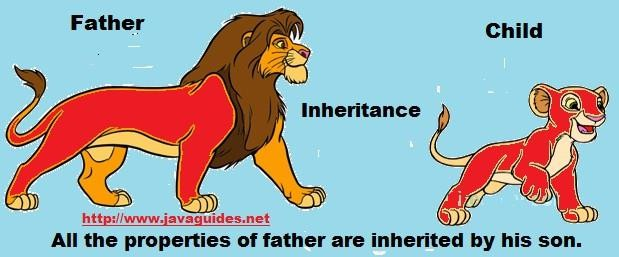 Father
Child
Inheritance
http://www.javaguides.net
All the properties of father are inherited by his son.